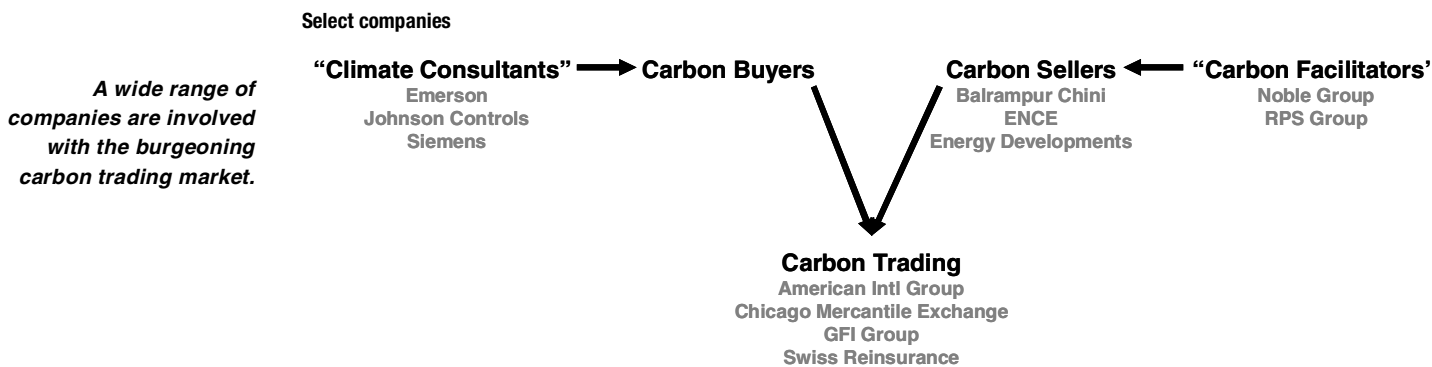 Select companies
A wide range of
companies are involved
with the burgeoning
carbon trading market.
“Climate Consultants”
Emerson
Johnson Controls
Siemens
Carbon Buyers
Carbon Sellers
Balrampur Chini
ENCE
Energy Developments
“Carbon Facilitators’
Noble Group
RPS Group
Carbon Trading
American Intl Group
Chicago Mercantile Exchange
GFI Group
Swiss Reinsurance